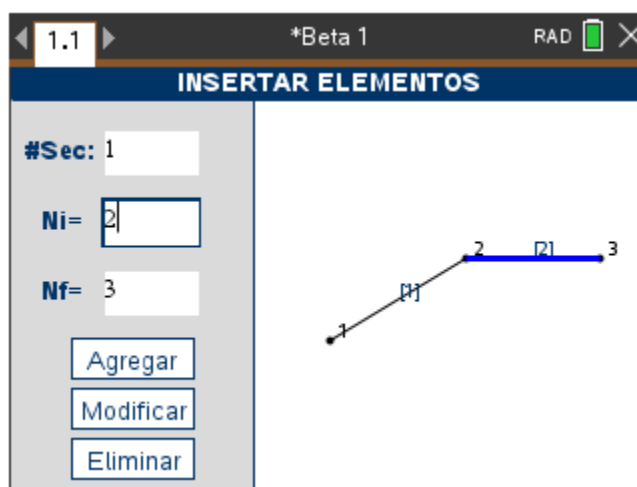 1.1
*Beta 1
RAD
INSERTAR ELEMENTOS
#Sec: 1
Ni= 2
Nf= 3
Agregar
Modificar
Eliminar
2 [2] 3
[1]
1